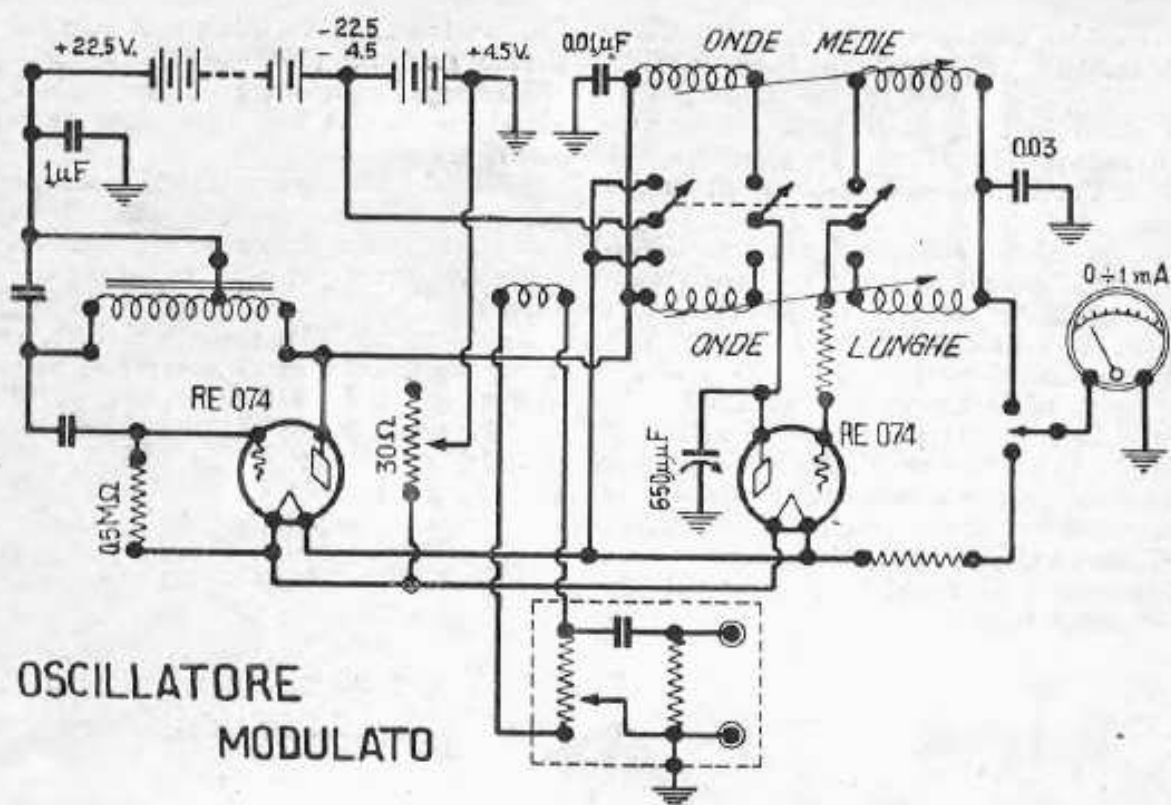 +22,5 V.
-22.5
- 4.5
+4.5 V.
0.01µF
ONDE MEDIE
1µF
0.03
0÷1 mA
ONDE LUNGHE
RE 074
30Ω
RE 074
650µµF
0.5MΩ
OSCILLATORE
MODULATO